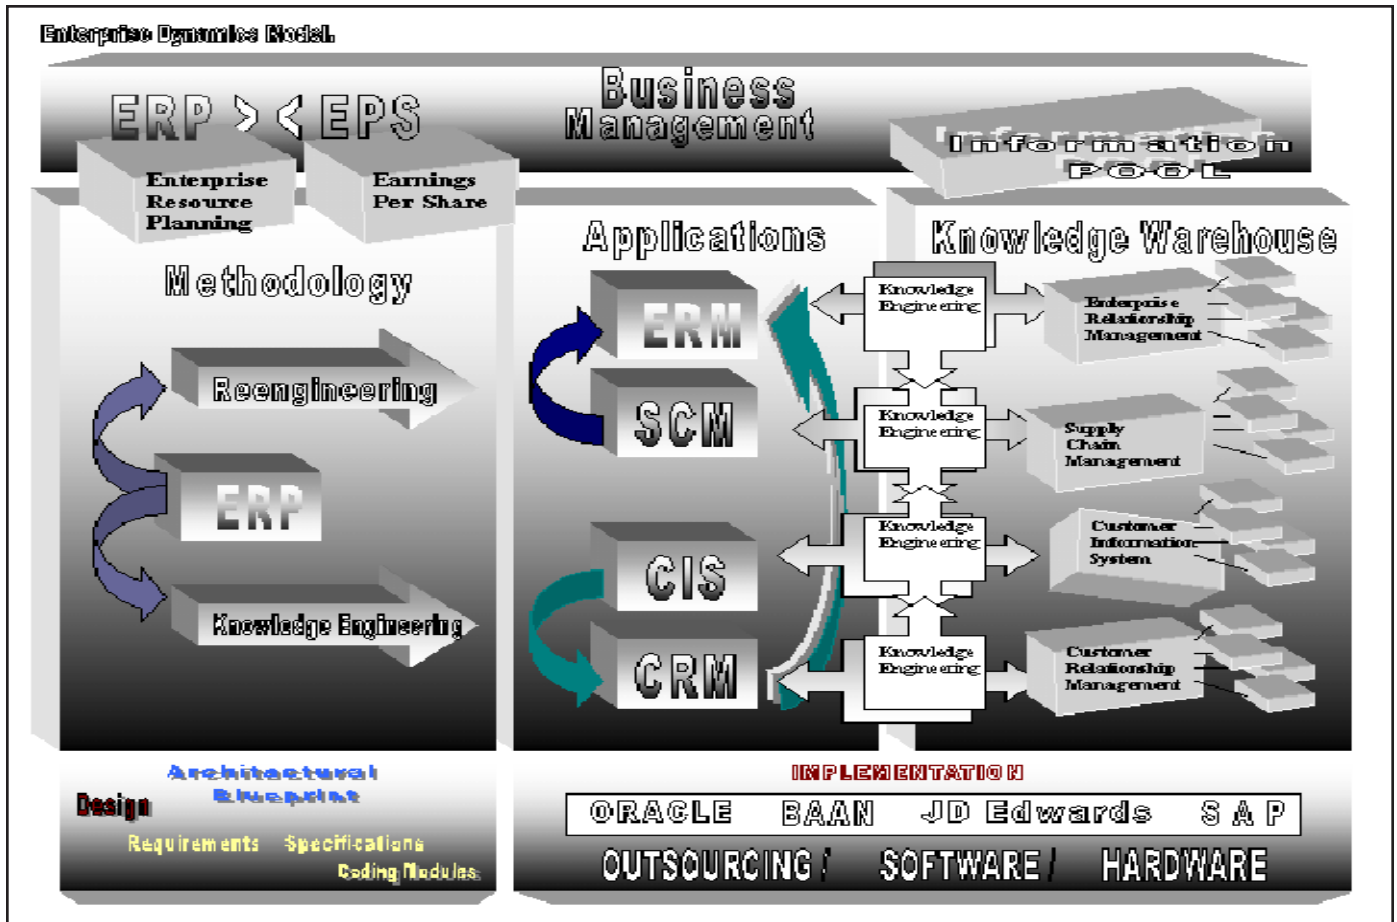 Enterprise Dynamics Model.
ERP > < EPS
Business
Management
Information
POOL
Enterprise
Resource
Planning
Earnings
Per Share
Methodology
Reengineering
ERP
Knowledge Engineering
Applications
ERM
SCM
CIS
CRM
Knowledge
Engineering
Knowledge
Engineering
Knowledge
Engineering
Knowledge
Engineering
Knowledge Warehouse
Enterprise
Relationship
Management
Supply
Chain
Management
Customer
Information
System
Customer
Relationship
Management
Architectural
Blueprint
Design
Requirements Specifications
Coding Modules
IMPLEMENTATION
ORACLE BAAN JD Edwards S A P
OUTSOURCING / SOFTWARE / HARDWARE